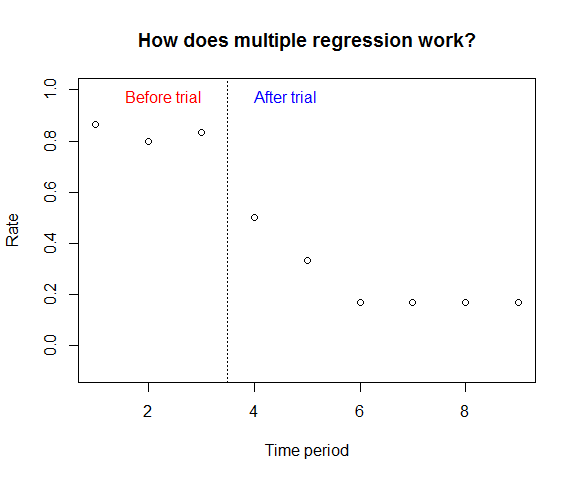 How does multiple regression work?
Before trial
After trial
1.0
0.8
0.6
0.4
0.2
0.0
Rate
2
4
6
8
Time period